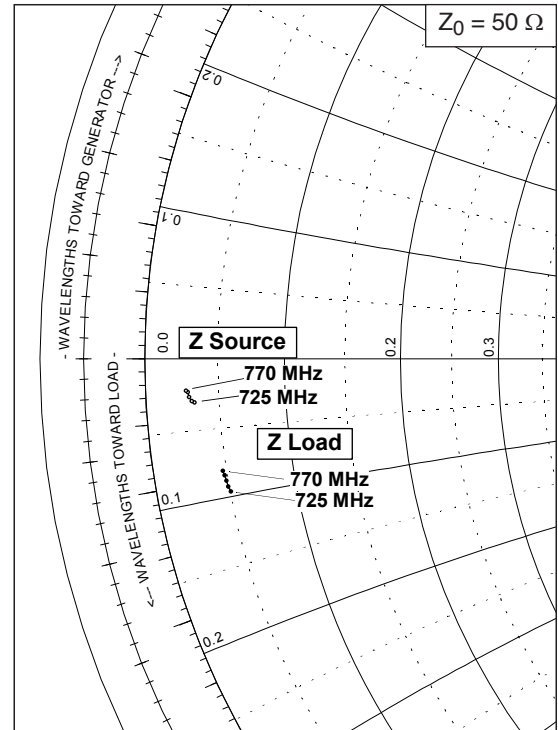 Z0 = 50 Ω
0.2
- WAVELENGTHS TOWARD GENERATOR --->
0.1
0.0
Z Source
0.2
0.3
770 MHz
725 MHz
<--- WAVELENGTHS TOWARD LOAD -
Z Load
770 MHz
725 MHz
0.1
0.2